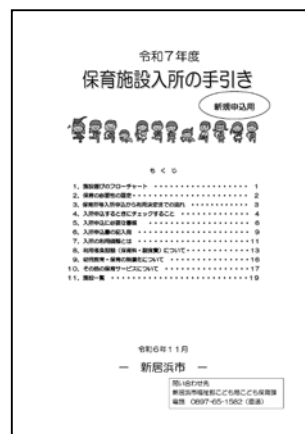 令和７年度
保育施設入所の手引き
新規申込用
もくじ
１．施設選びのフローチャート ・・・・・・・・・・・・・・・・ 1
２．保育の必要性の認定・・・・・・・・・・・・・・・・・・・・ 2
３．保育所等入所申込から利用決定までの流れ ・・・・・・・・・・ 3
４．入所申込するときにチェックすること ・・・・・・・・・・・・ 4
５．入所申込に必要な書類 ・・・・・・・・・・・・・・・・・・ 6
６．入所申込書の記入例 ・・・・・・・・・・・・・・・・・・・ 9
７．入所の利用調整とは ・・・・・・・・・・・・・・・・・・・ 11
８．利用者負担額（保育料・副食費）について・・・・・・・・・・・ 13
９．幼児教育・保育の無償化について ・・・・・・・・・・・・・・ 16
１０．その他の保育サービスについて ・・・・・・・・・・・・・・ 17
１１．施設一覧 ・・・・・・・・・・・・・・・・・・・・・・・ 19
令和６年１１月
― 新居浜市 ―
問い合わせ先
新居浜市福祉部こども局こども保育課
電話 0897-65-1582（直通）